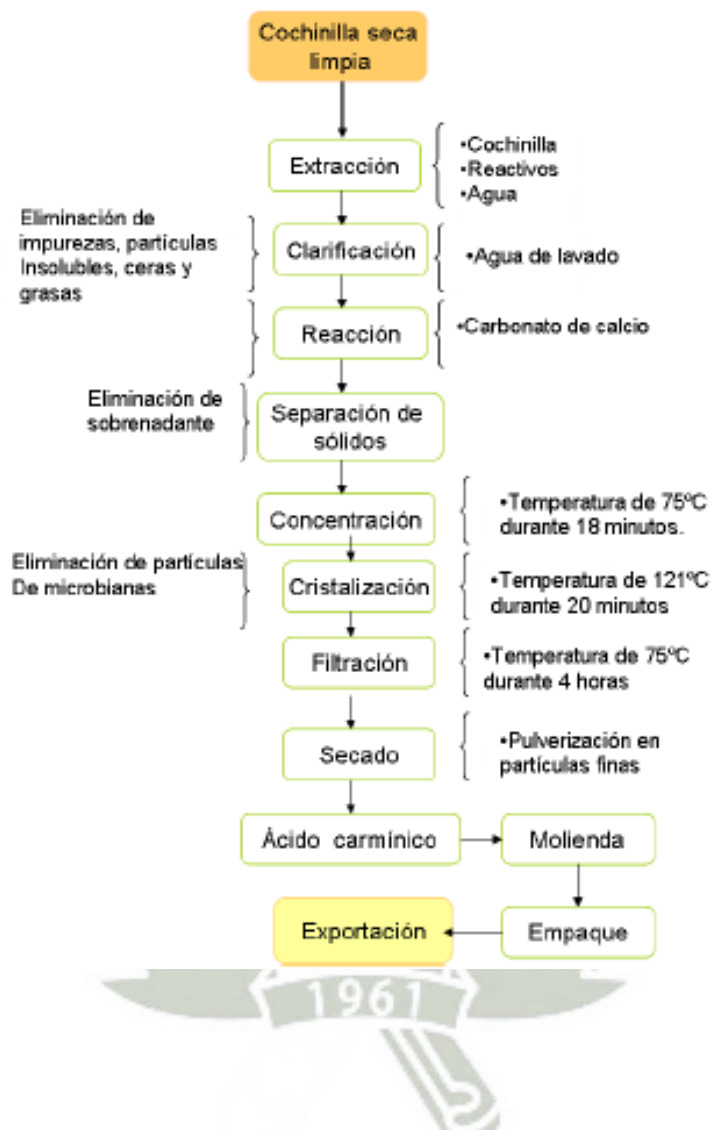 Cochinilla seca
limpia
Extracción
•Cochinilla
•Reactivos
•Agua
Eliminación de
impurezas, partículas
Insolubles, ceras y
grasas
Clarificación
•Agua de lavado
Reacción
•Carbonato de calcio
Eliminación de
sobrenadante
Separación de
sólidos
Concentración
•Temperatura de 75ºC
durante 18 minutos.
Eliminación de partículas
De microbianas
Cristalización
•Temperatura de 121ºC
durante 20 minutos
Filtración
•Temperatura de 75ºC
durante 4 horas
Secado
•Pulverización en
partículas finas
Ácido carmínico
Molienda
Exportación
Empaque
1961